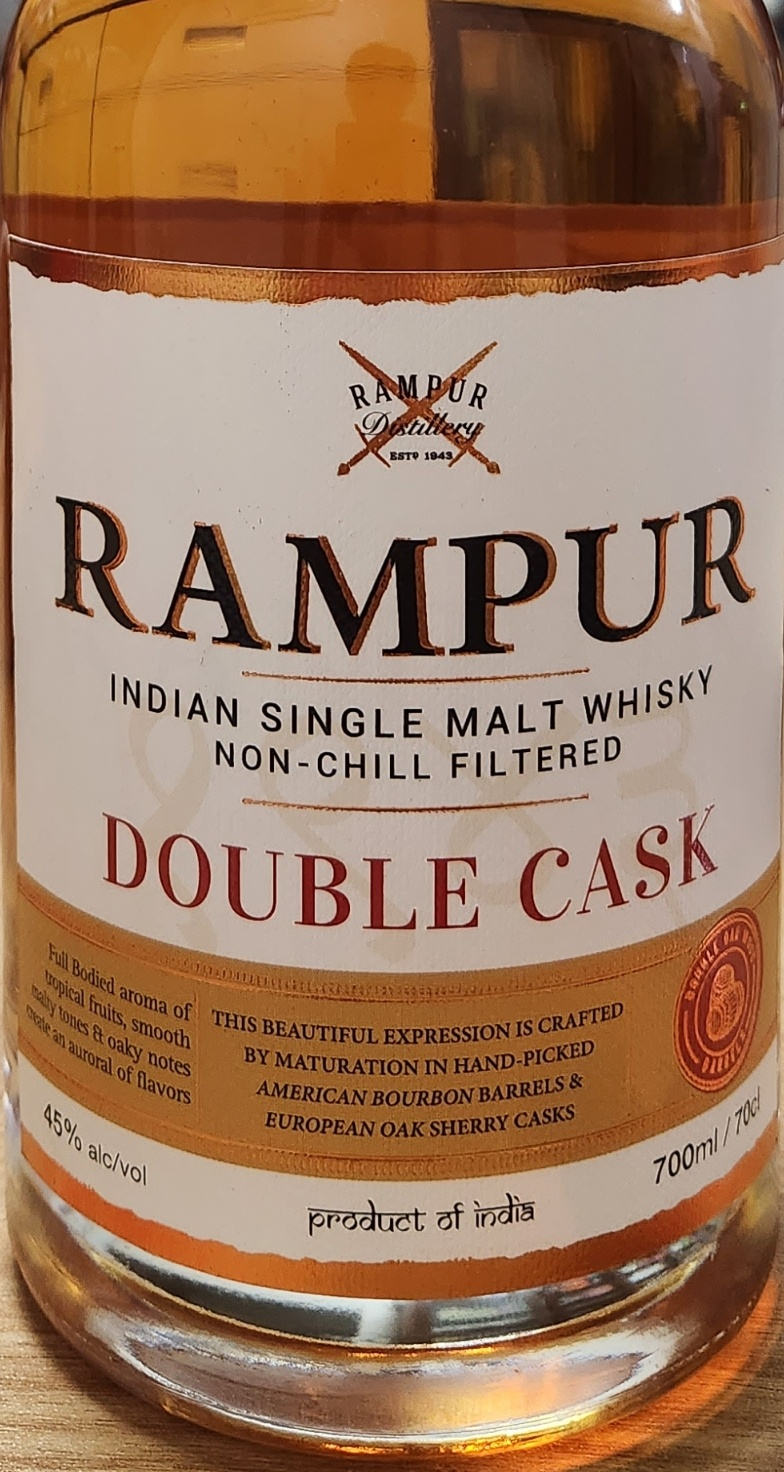 RAMPUR
Distillery
ESTD 1943
RAMPUR
INDIAN SINGLE MALT WHISKY
NON-CHILL FILTERED
DOUBLE CASK
Full Bodied aroma of
tropical fruits, smooth
malty tones & oaky notes
create an auroral of flavors
THIS BEAUTIFUL EXPRESSION IS CRAFTED
BY MATURATION IN HAND-PICKED
AMERICAN BOURBON BARRELS &
EUROPEAN OAK SHERRY CASKS
BARRELS
45% alc/vol
700ml / 70cl
product of india